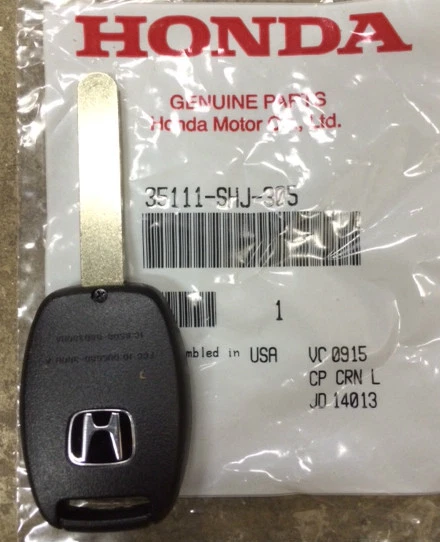 HONDA
GENUINE PARTS
Honda Motor Co., Ltd.
35111-SHJ-305
1
mbled in USA VC 0915
CP CRN L
JD 14013